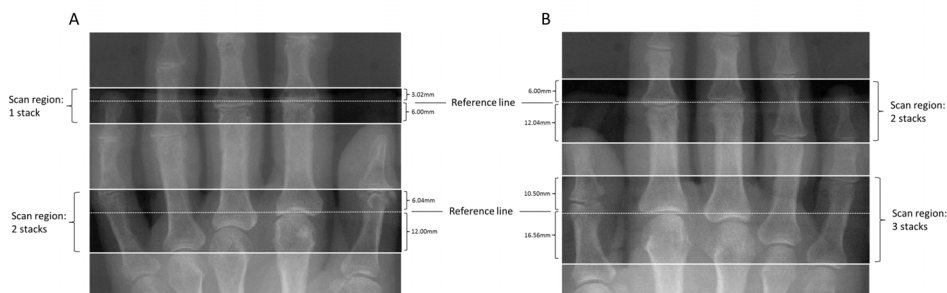 A
B
Scan region:
1 stack
3.02mm
6.00mm
Reference line
6.00mm
12.04mm
Scan region:
2 stacks
Scan region:
2 stacks
6.04mm
12.00mm
Reference line
10.50mm
16.56mm
Scan region:
3 stacks